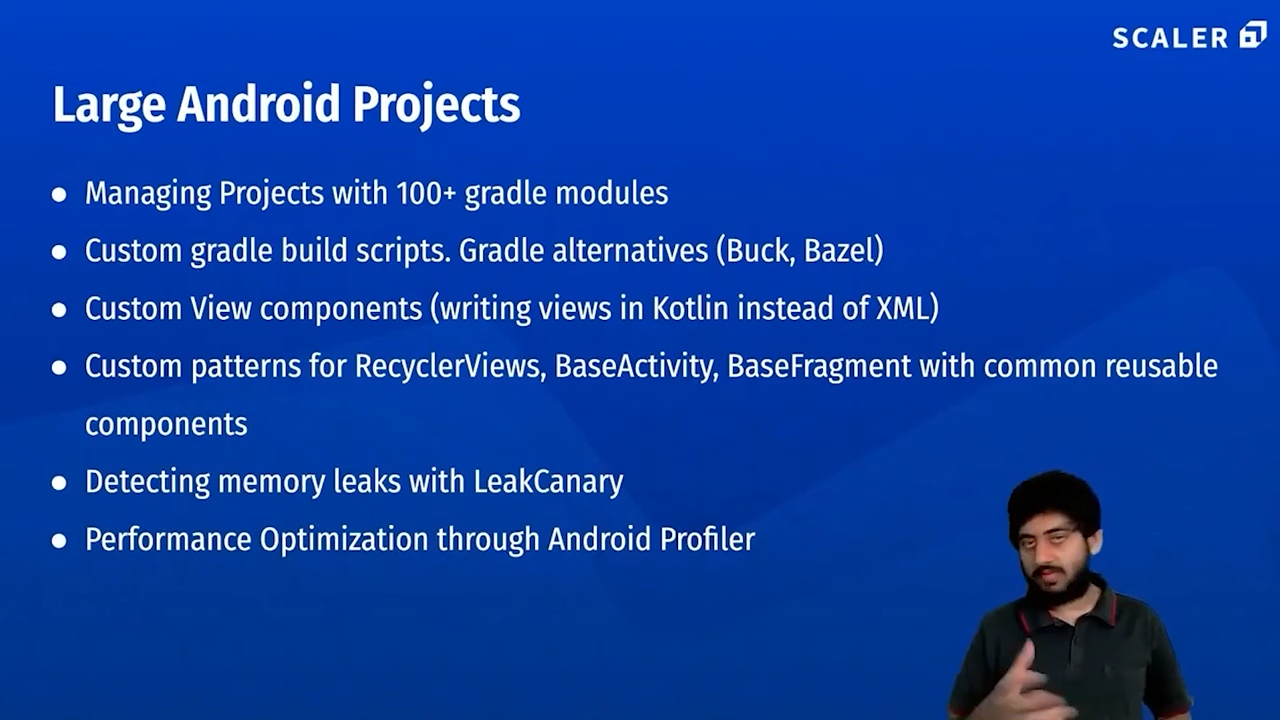 SCALER
Large Android Projects
● Managing Projects with 100+ gradle modules
● Custom gradle build scripts. Gradle alternatives (Buck, Bazel)
● Custom View components (writing views in Kotlin instead of XML)
● Custom patterns for RecyclerViews, BaseActivity, BaseFragment with common reusable
components
● Detecting memory leaks with LeakCanary
● Performance Optimization through Android Profiler